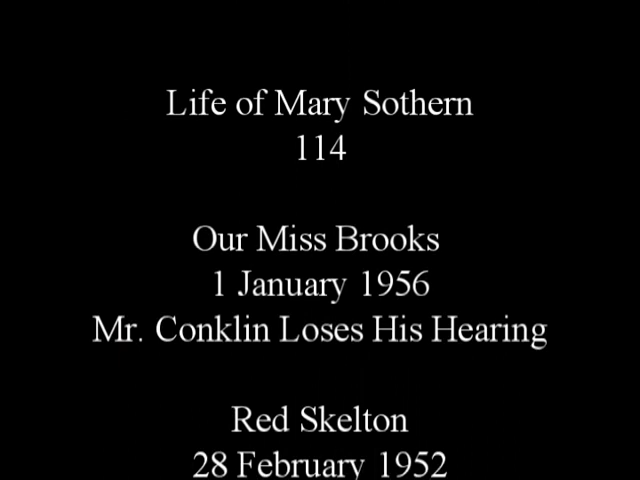 Life of Mary Sothern
114
Our Miss Brooks
1 January 1956
Mr. Conklin Loses His Hearing
Red Skelton
28 February 1952